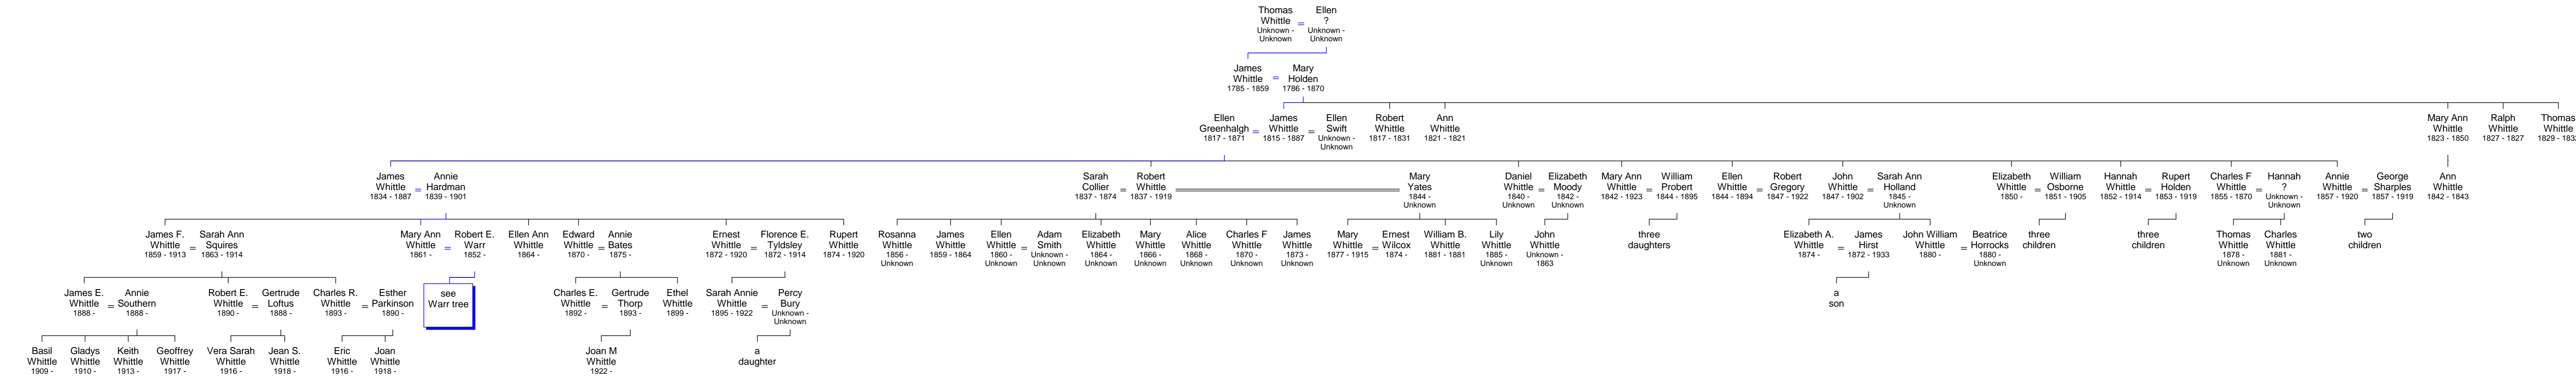 Thomas
Whittle
Unknown -
Unknown
=
Ellen
?
Unknown -
Unknown
James
Whittle
1785 - 1859
=
Mary
Holden
1786 - 1870
Ellen
Greenhalgh
1817 - 1871
=
James
Whittle
1815 - 1887
=
Ellen
Swift
Unknown -
Unknown
Robert
Whittle
1817 - 1831
Ann
Whittle
1821 - 1821
Mary Ann
Whittle
1823 - 1850
Ralph
Whittle
1827 - 1827
Thomas
Whittle
James
Whittle
1834 - 1887
=
Annie
Hardman
1839 - 1901
Sarah
Collier
1837 - 1874
=
Robert
Whittle
1837 - 1919
Mary
Yates
1844 -
Unknown
Daniel
Whittle
1840 -
Unknown
=
Elizabeth
Moody
1842 -
Unknown
Mary Ann
Whittle
1842 - 1923
=
William
Probert
1844 - 1895
Ellen
Whittle
1844 - 1894
=
Robert
Gregory
1847 - 1922
John
Whittle
1847 - 1902
=
Sarah Ann
Holland
1845 -
Unknown
Elizabeth
Whittle
1850 -
=
William
Osborne
1851 - 1905
Hannah
Whittle
1852 - 1914
=
Rupert
Holden
1853 - 1919
Charles F
Whittle
1855 - 1870
=
Hannah
?
Unknown -
Unknown
Annie
Whittle
1857 - 1920
=
George
Sharples
1857 - 1919
Ann
Whittle
1842 - 1843
James F.
Whittle
1859 - 1913
=
Sarah Ann
Squires
1863 - 1914
Mary Ann
Whittle
1861 -
=
Robert E.
Warr
1852 -
Ellen Ann
Whittle
1864 -
Edward
Whittle
1870 -
=
Annie
Bates
1875 -
Ernest
Whittle
1872 - 1920
=
Florence E.
Tyldsley
1872 - 1914
Rupert
Whittle
1874 - 1920
Rosanna
Whittle
1856 -
Unknown
James
Whittle
1859 - 1864
Ellen
Whittle
1860 -
Unknown
=
Adam
Smith
Unknown -
Unknown
Elizabeth
Whittle
1864 -
Unknown
Mary
Whittle
1866 -
Unknown
Alice
Whittle
1868 -
Unknown
Charles F
Whittle
1870 -
Unknown
James
Whittle
1873 -
Unknown
Mary
Whittle
1877 - 1915
=
Ernest
Wilcox
1874 -
William B.
Whittle
1881 - 1881
Lily
Whittle
1885 -
Unknown
John
Whittle
Unknown -
1863
three
daughters
Elizabeth A.
Whittle
1874 -
=
James
Hirst
1872 - 1933
John William
Whittle
1880 -
=
Beatrice
Horrocks
1880 -
Unknown
three
children
three
children
Thomas
Whittle
1878 -
Unknown
Charles
Whittle
1881 -
Unknown
two
children
James E.
Whittle
1888 -
=
Annie
Southern
1888 -
Robert E.
Whittle
1890 -
=
Gertrude
Loftus
1888 -
Charles R.
Whittle
1893 -
=
Esther
Parkinson
1890 -
see
Warr tree
Charles E.
Whittle
1892 -
=
Gertrude
Thorp
1893 -
Ethel
Whittle
1899 -
Sarah Annie
Whittle
1895 - 1922
=
Percy
Bury
Unknown -
Unknown
a
son
Basil
Whittle
1909 -
Gladys
Whittle
1910 -
Keith
Whittle
1913 -
Geoffrey
Whittle
1917 -
Vera Sarah
Whittle
1916 -
Jean S.
Whittle
1918 -
Eric
Whittle
1916 -
Joan
Whittle
1918 -
Joan M
Whittle
1922 -
a
daughter